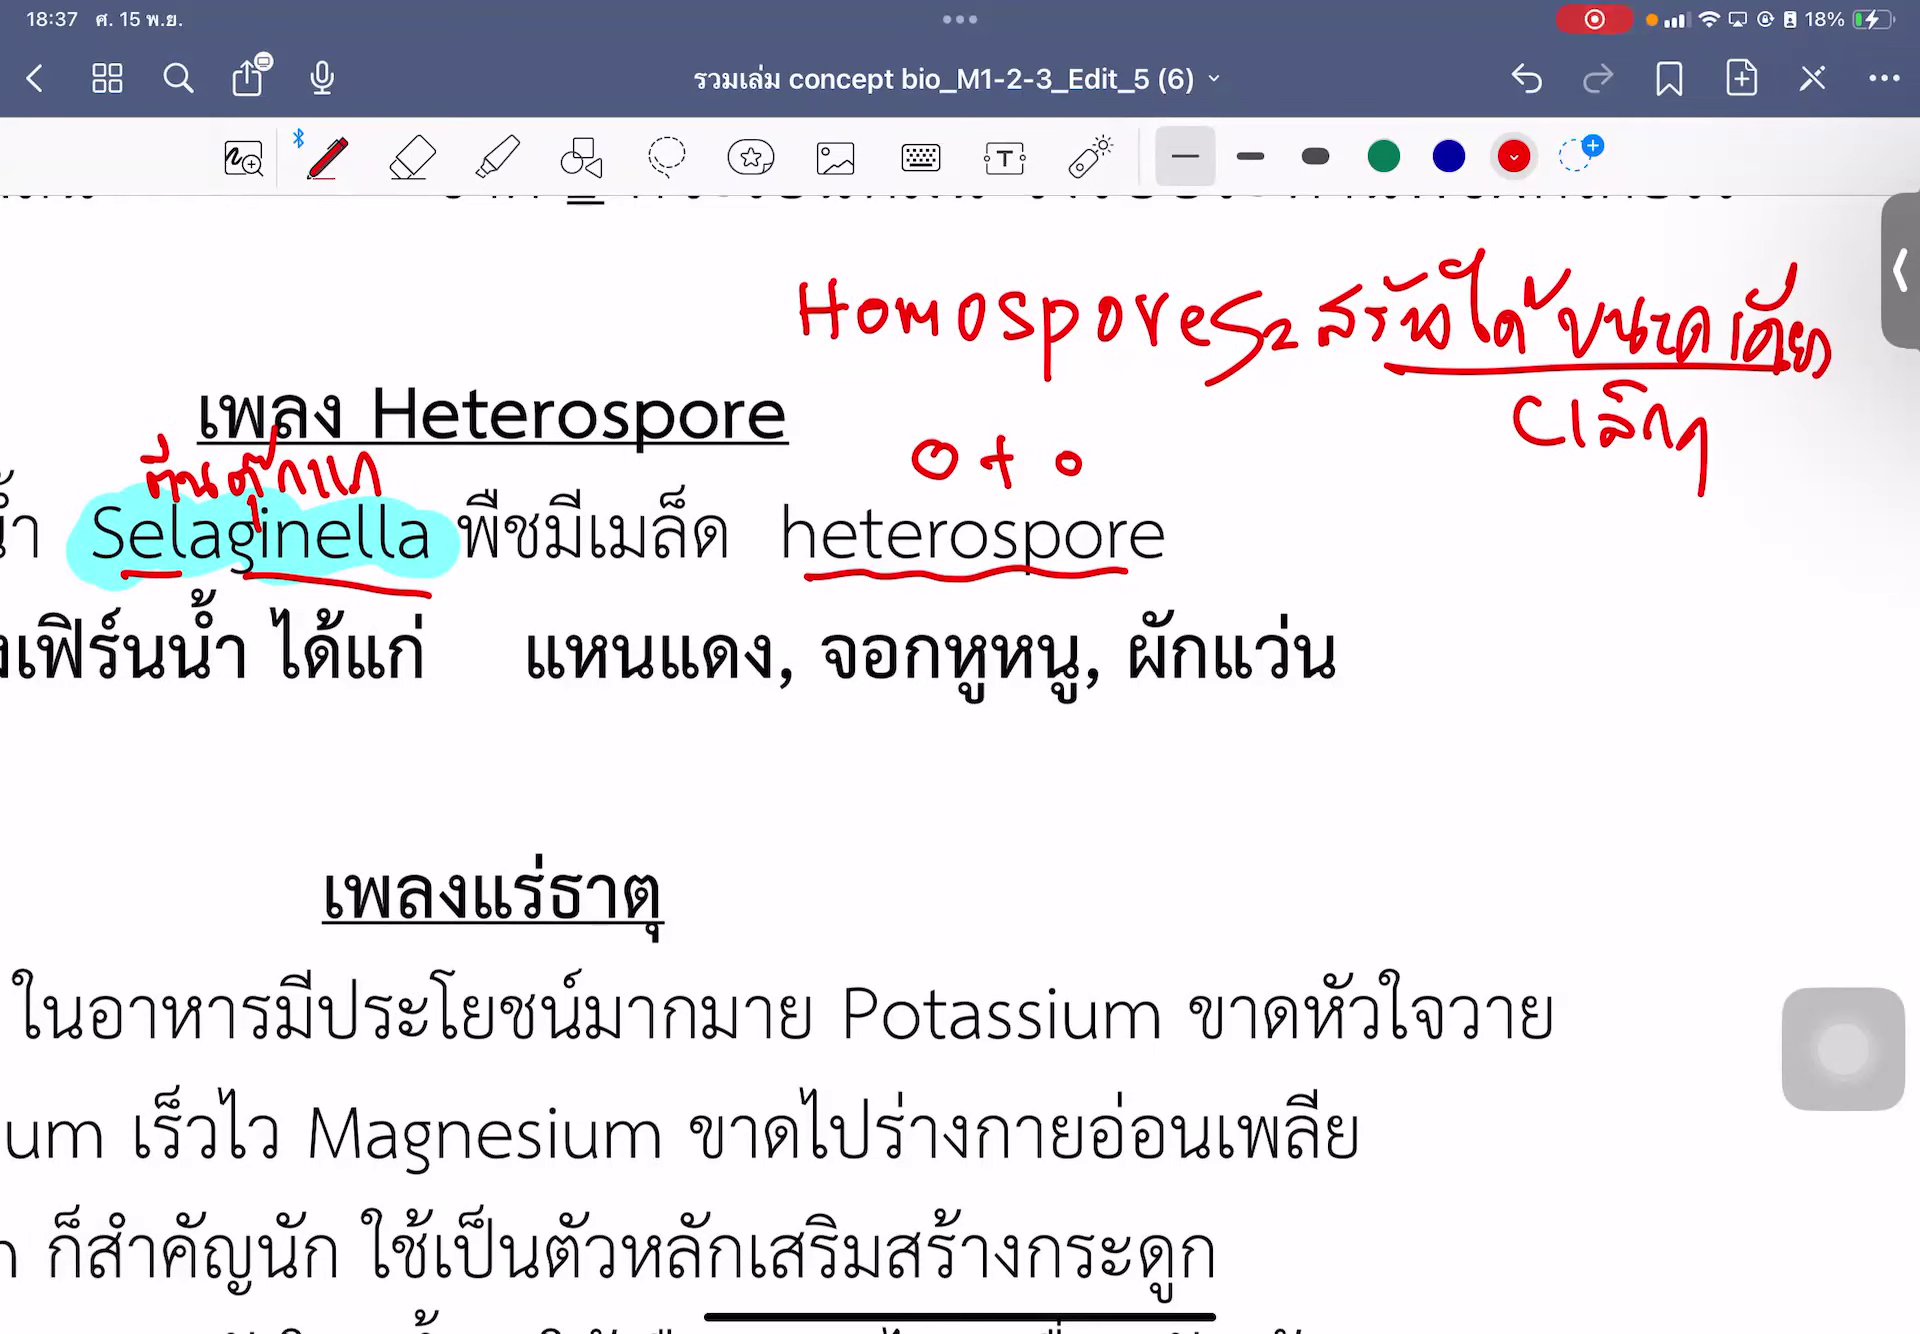 18:37 ศ. 15 พ.ย.
18%
รวมเล่ม concept bio_M1-2-3_Edit_5 (6)
T
Homospore สร้างได้ขนาดเดียว
เพลง Heterospore
ตีนตุ๊กแก
O + o
Selaginella พืชมีเมล็ด heterospore
เฟิร์นน้ำ ได้แก่ แหนแดง, จอกหูหนู, ผักแว่น
เพลงแร่ธาตุ
ในอาหารมีประโยชน์มากมาย Potassium ขาดหัวใจวาย
um เร็วไว Magnesium ขาดไปร่างกายอ่อนเพลีย
ก็สำคัญนัก ใช้เป็นตัวหลักเสริมสร้างกระดูก